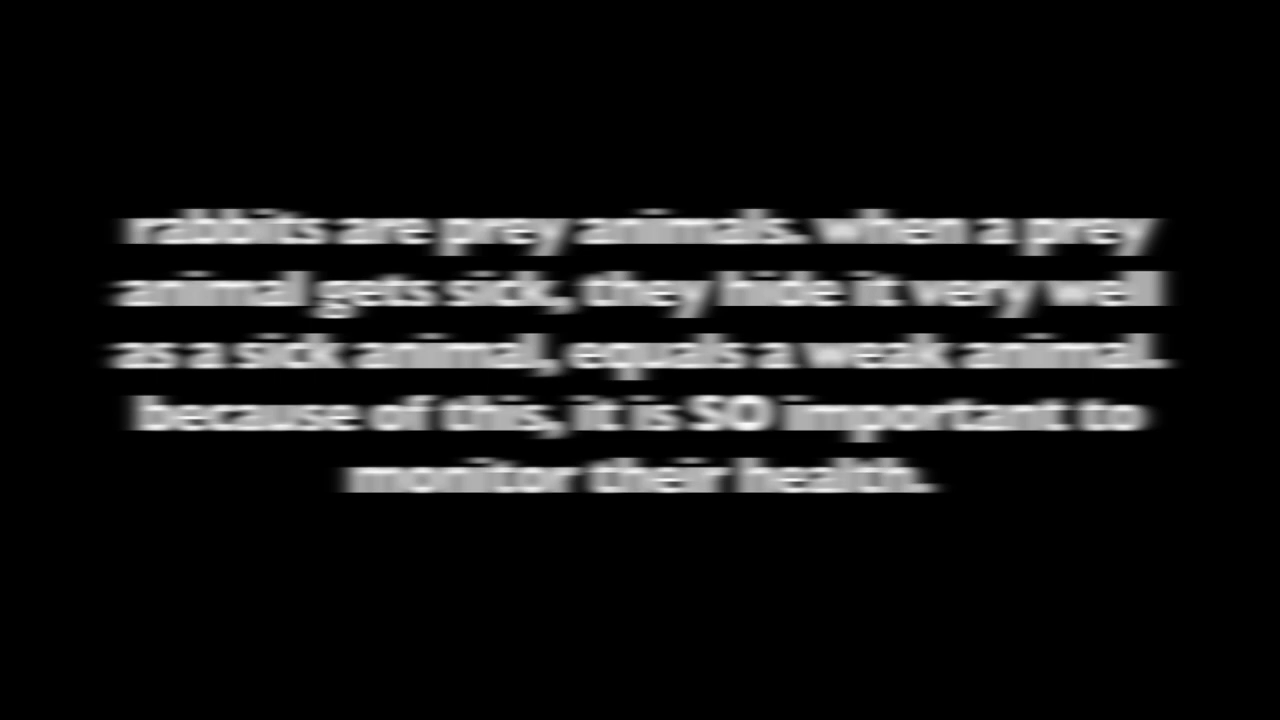 rabbits are prey animals. when a prey
animal gets sick, they hide it very well
as a sick animal, equals a weak animal.
because of this, it is SO important to
monitor their health.